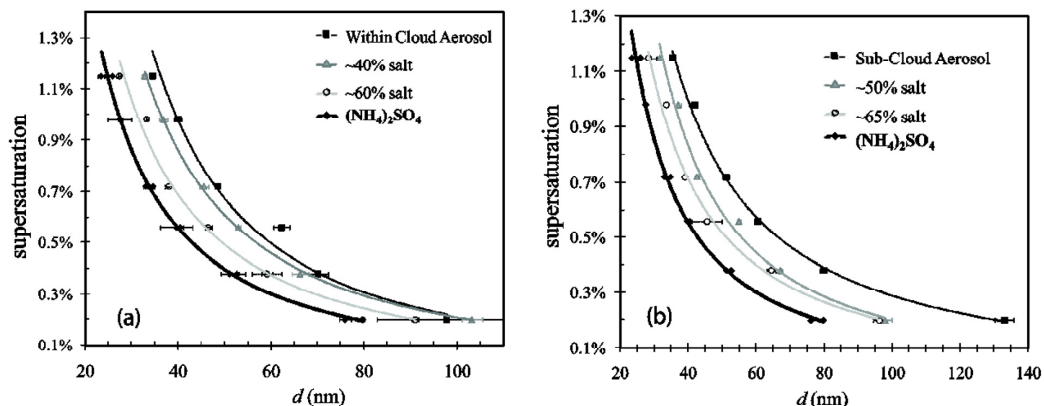 1.3%
1.1%
0.9%
0.7%
0.5%
0.3%
0.1%
supersaturation
Within Cloud Aerosol
~40% salt
~60% salt
(NH4)2SO4
(a)
20 40 60 80 100
d (nm)
1.3%
1.1%
0.9%
0.7%
0.5%
0.3%
0.1%
supersaturation
Sub-Cloud Aerosol
~50% salt
~65% salt
(NH4)2SO4
(b)
20 40 60 80 100 120 140
d (nm)